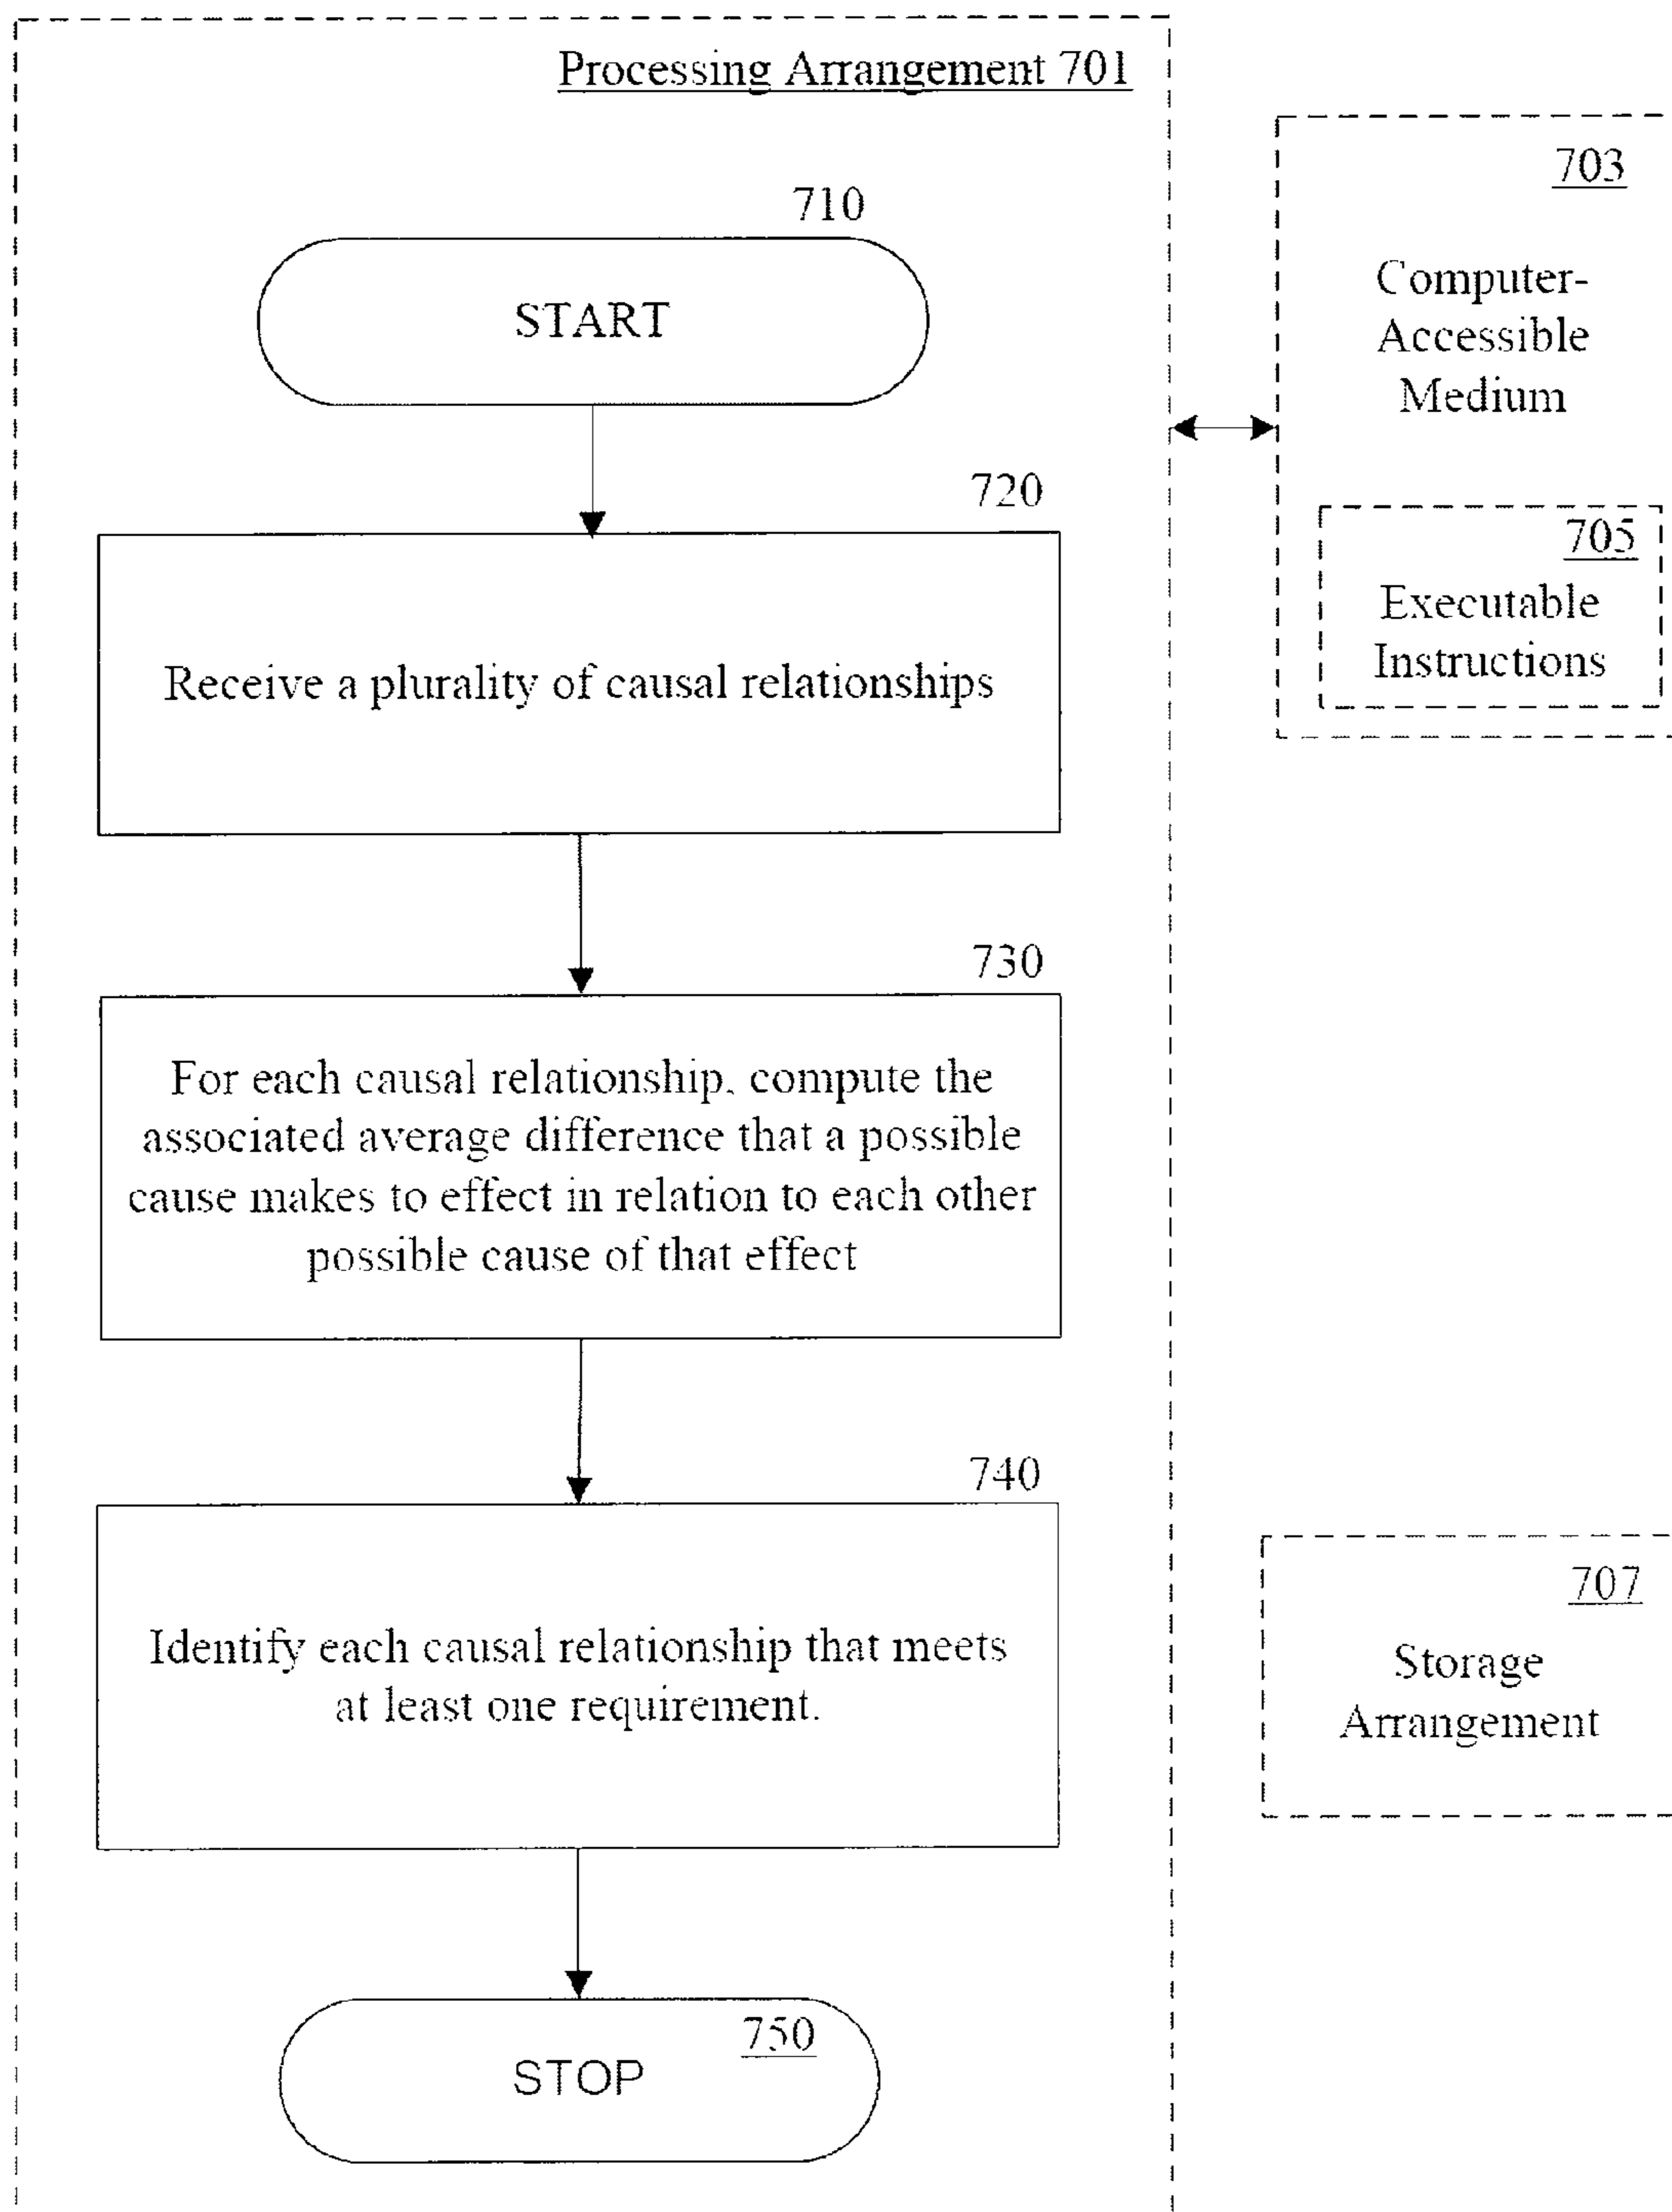 Processing Arrangement 701
710
START
720
Receive a plurality of causal relationships
730
For each causal relationship, compute the
associated average difference that a possible
cause makes to effect in relation to each other
possible cause of that effect
740
Identify each causal relationship that meets
at least one requirement.
750
STOP
703
Computer-
Accessible
Medium
705
Executable
Instructions
707
Storage
Arrangement